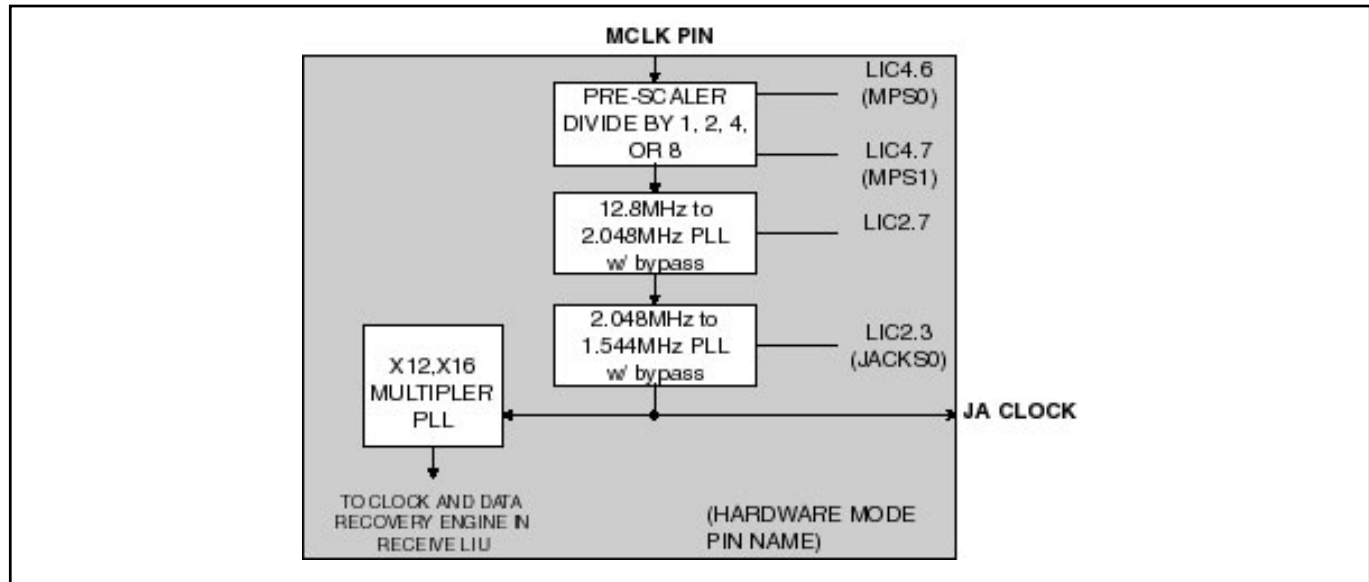 MCLK PIN
PRE-SCALER
DIVIDE BY 1, 2, 4,
OR 8
LIC4.6
(MPS0)
LIC4.7
(MPS1)
12.8MHz to
2.048MHz PLL
w/ bypass
LIC2.7
2.048MHz to
1.544MHz PLL
w/ bypass
LIC2.3
(JACKS0)
X12,X16
MULTIPLER
PLL
JA CLOCK
TO CLOCK AND DATA
RECOVERY ENGINE IN
RECEIVE LIU
(HARDWARE MODE
PIN NAME)